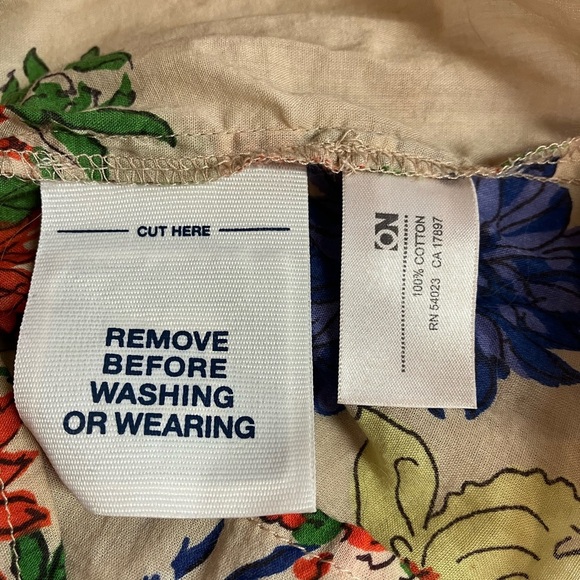 CUT HERE
REMOVE
BEFORE
WASHING
OR WEARING
ON
100% COTTON
RN 54023 CA 17897